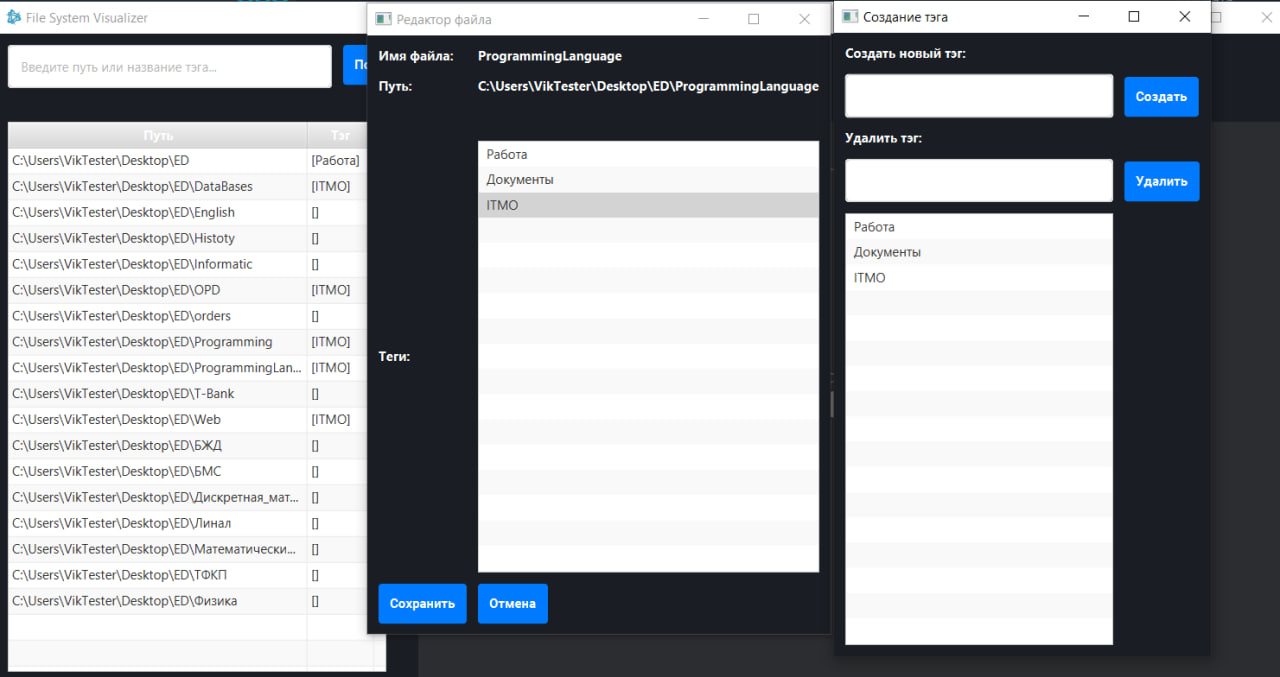 File System Visualizer
Введите путь или название тэга...
Путь Тэг
C:\Users\VikTester\Desktop\ED [Работа]
C:\Users\VikTester\Desktop\ED\DataBases [ITMO]
C:\Users\VikTester\Desktop\ED\English []
C:\Users\VikTester\Desktop\ED\Histoty []
C:\Users\VikTester\Desktop\ED\Informatic []
C:\Users\VikTester\Desktop\ED\OPD [ITMO]
C:\Users\VikTester\Desktop\ED\orders []
C:\Users\VikTester\Desktop\ED\Programming [ITMO]
C:\Users\VikTester\Desktop\ED\ProgrammingLan... [ITMO]
C:\Users\VikTester\Desktop\ED\T-Bank []
C:\Users\VikTester\Desktop\ED\Web [ITMO]
C:\Users\VikTester\Desktop\ED\БЖД []
C:\Users\VikTester\Desktop\ED\БМС []
C:\Users\VikTester\Desktop\ED\Дискретная_мат... []
C:\Users\VikTester\Desktop\ED\Линал []
C:\Users\VikTester\Desktop\ED\Математически... []
C:\Users\VikTester\Desktop\ED\ТФКП []
C:\Users\VikTester\Desktop\ED\Физика []
Редактор файла
Имя файла: ProgrammingLanguage
Путь: C:\Users\VikTester\Desktop\ED\ProgrammingLanguage
Работа
Документы
ITMO
Теги:
Сохранить Отмена
Создание тэга
Создать новый тэг:
Создать
Удалить тэг:
Удалить
Работа
Документы
ITMO